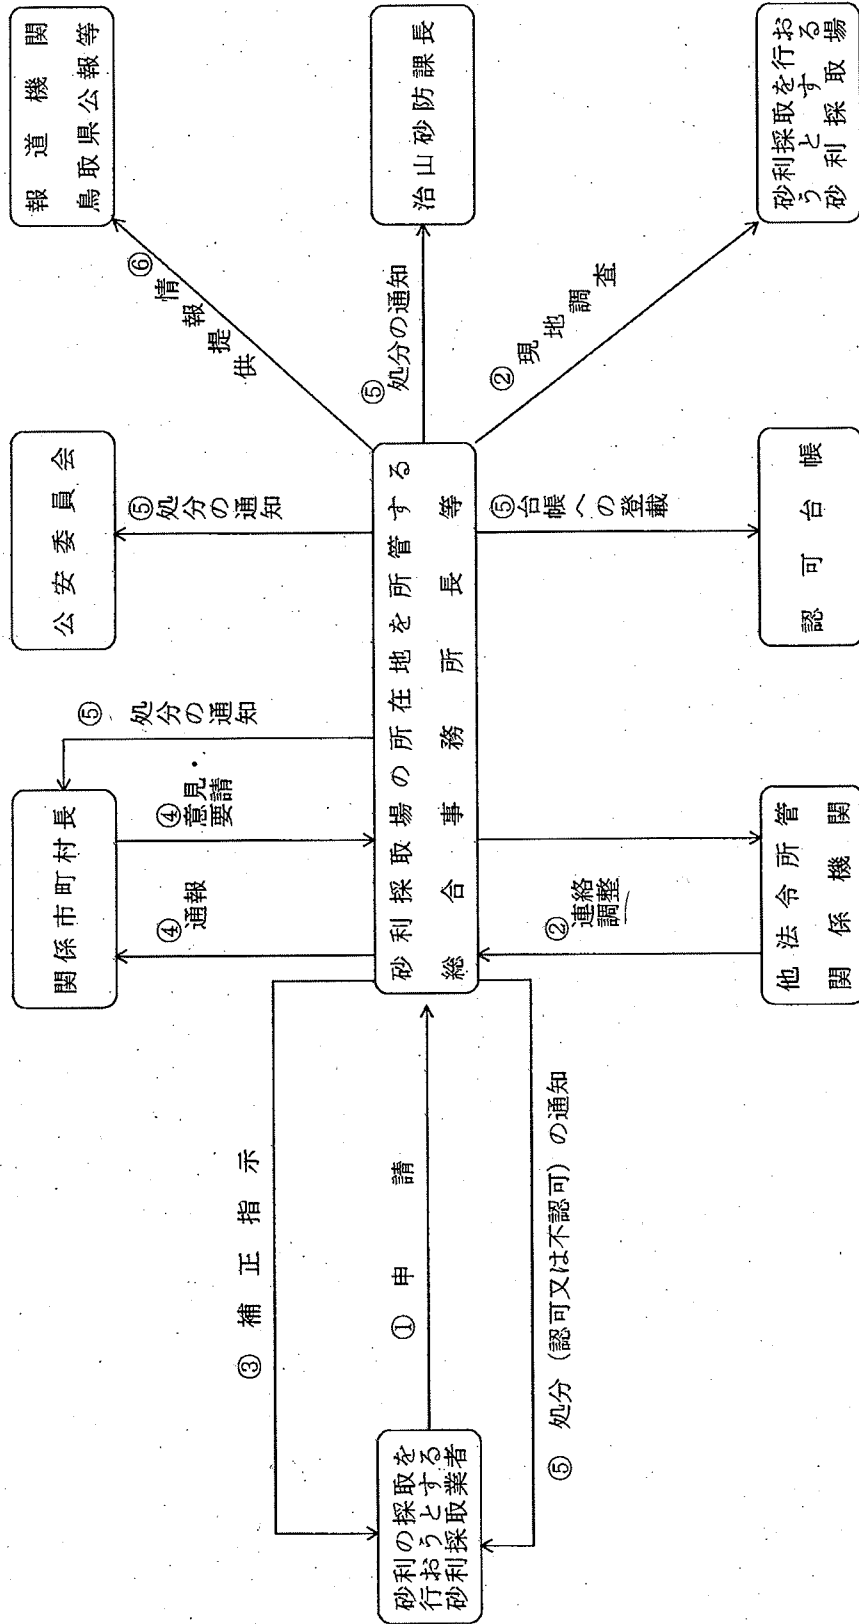 砂利の採取を
行おうとする
砂利採取業者
③ 補正指示
① 申請
⑤ 処分（認可又は不認可）の通知
関係市町村長
④通報
④意見・
要請
⑤ 処分の通知
砂利採取場の所在地を所管する
総合事務所長等
②連絡
調整
他法令所管
関係機関
公安委員会
⑤処分の通知
⑤台帳への登載
認可台帳
報道機関
鳥取県公報等
⑥情報提供
⑤処分の通知
治山砂防課長
②現地調査
砂利採取を行お
うとする
砂利採取場